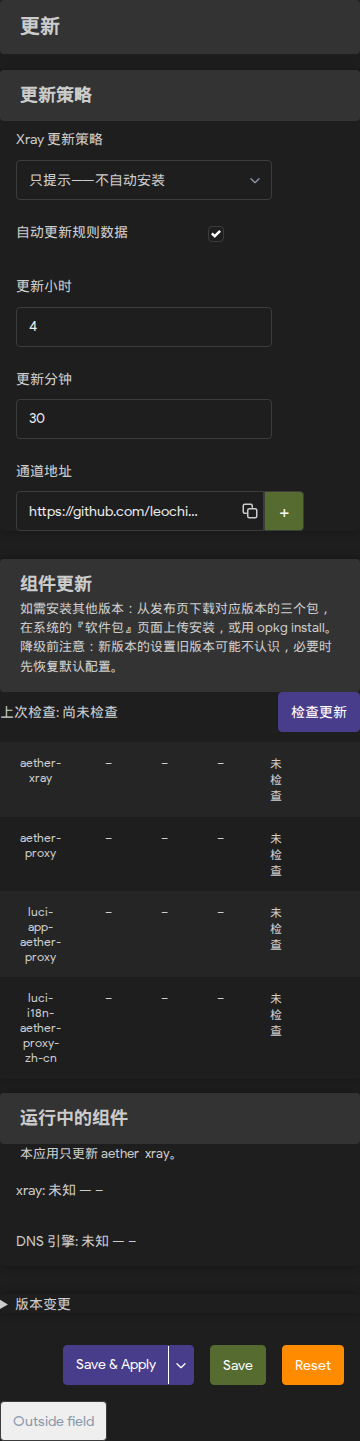 更新
更新策略
Xray 更新策略
只提示——不自动安装
自动更新规则数据
更新小时
4
更新分钟
30
通道地址
https://github.com/leochi...
+
组件更新
如需安装其他版本：从发布页下载对应版本的三个包，
在系统的『软件包』页面上传安装，或用 opkg install。
降级前注意：新版本的设置旧版本可能不认识，必要时
先恢复默认配置。
上次检查: 尚未检查
检查更新
aether-
xray
–
–
–
未
检
查
aether-
proxy
–
–
–
未
检
查
luci-
app-
aether-
proxy
–
–
–
未
检
查
luci-
i18n-
aether-
proxy-
zh-cn
–
–
–
未
检
查
运行中的组件
本应用只更新 aether xray。
xray: 未知 — –
DNS 引擎: 未知 — –
版本变更
Save & Apply
Save
Reset
Outside field